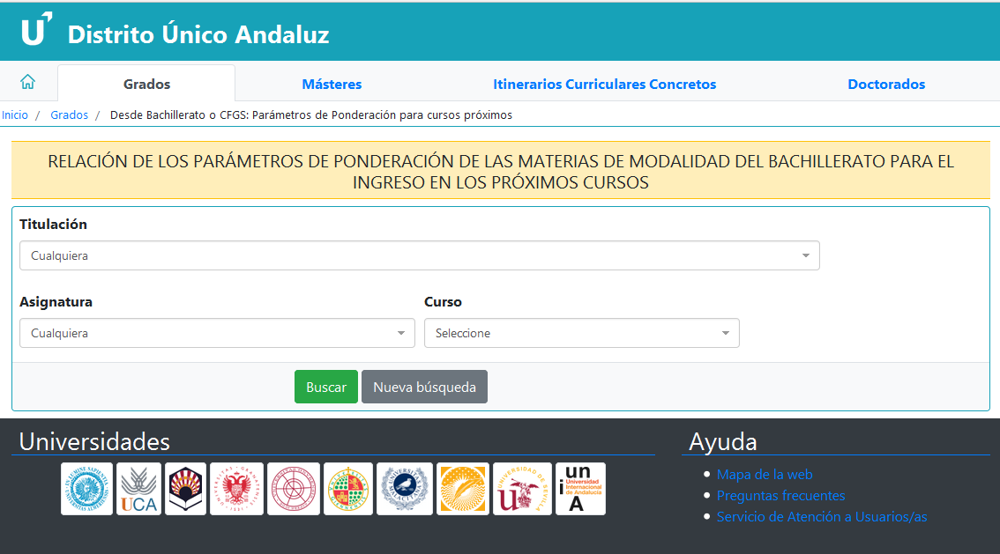 U
Distrito Único Andaluz
Grados
Másteres
Itinerarios Curriculares Concretos
Doctorados
Inicio / Grados / Desde Bachillerato o CFGS: Parámetros de Ponderación para cursos próximos
RELACIÓN DE LOS PARÁMETROS DE PONDERACIÓN DE LAS MATERIAS DE MODALIDAD DEL BACHILLERATO PARA EL
INGRESO EN LOS PRÓXIMOS CURSOS
Titulación
Cualquiera
Asignatura
Curso
Cualquiera
Seleccione
Buscar
Nueva búsqueda
Universidades
Ayuda
UCA
UNIVERSIDAD DE SEVILLA
un
i Universidad
Internacional
de Andalucía
A
Mapa de la web
Preguntas frecuentes
Servicio de Atención a Usuarios/as